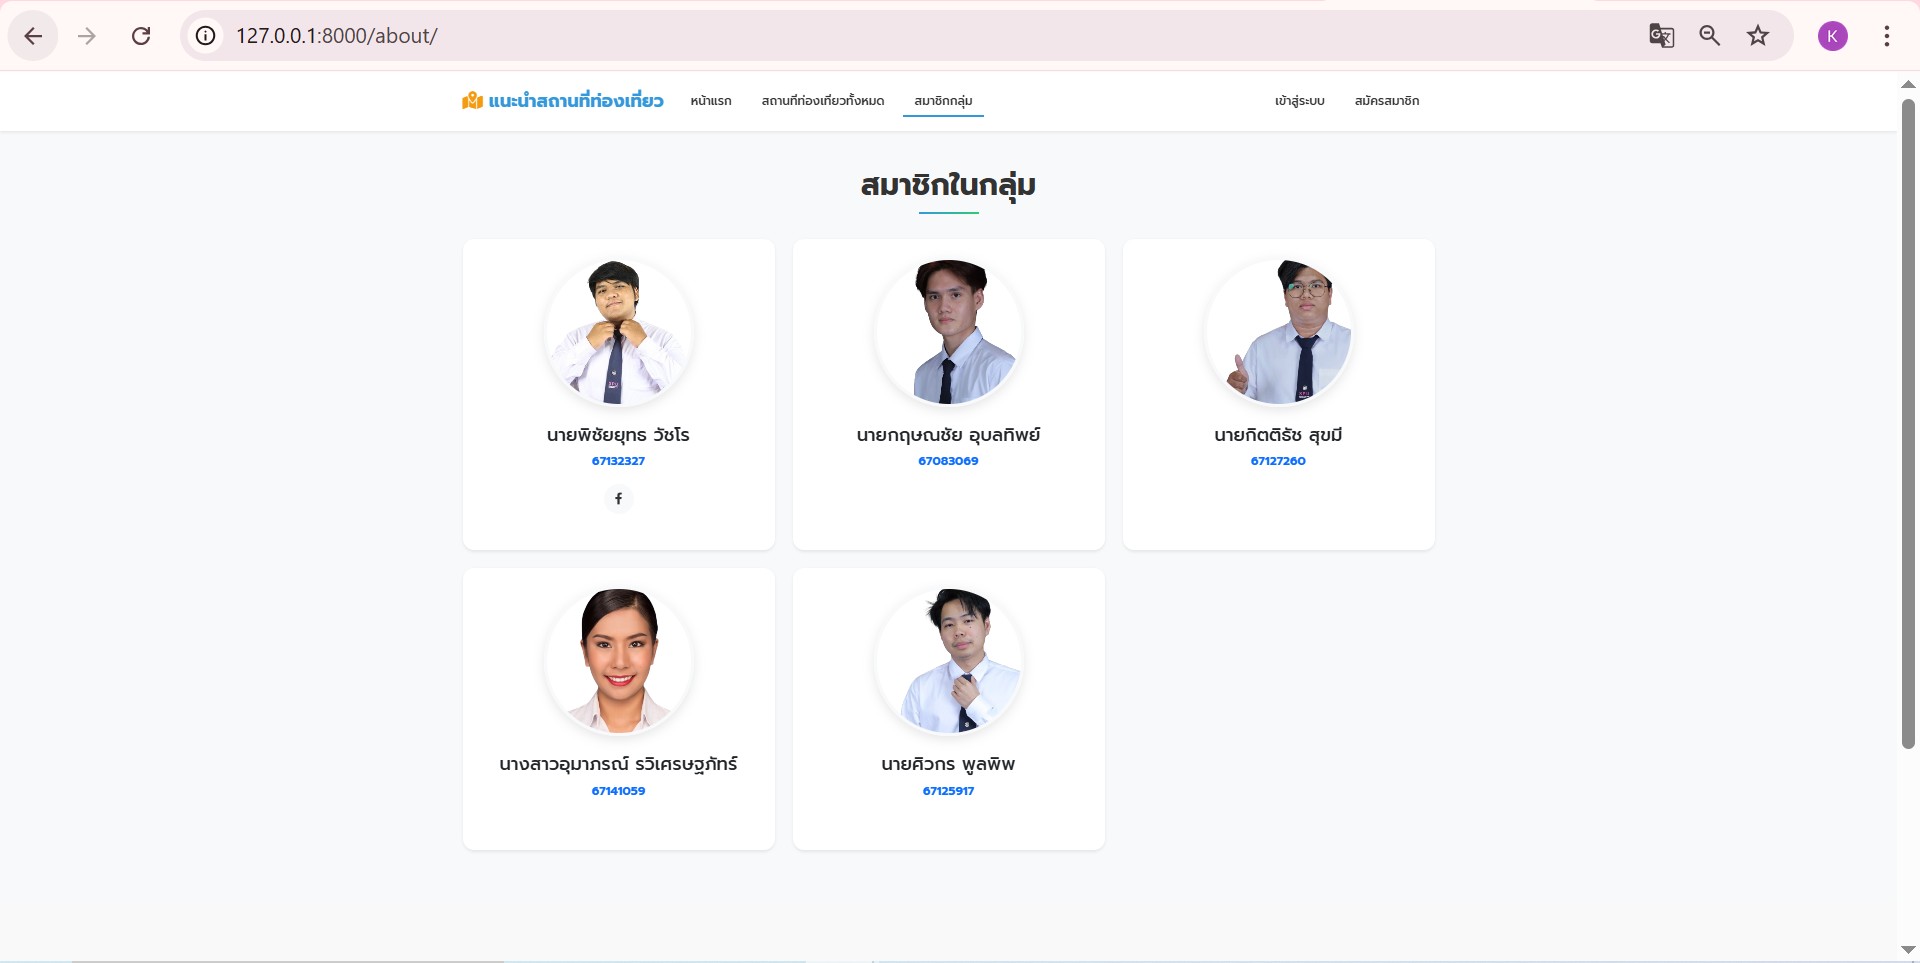 127.0.0.1:8000/about/
K
แนะนำสถานที่ท่องเที่ยว หน้าแรก สถานที่ท่องเที่ยวทั้งหมด สมาชิกกลุ่ม เข้าสู่ระบบ สมัครสมาชิก
สมาชิกในกลุ่ม
นายพิชัยยุทธ วัชโร
67132327
นายกฤษณชัย อุบลทิพย์
67083069
นายกิตติธัช สุขมี
67127260
นางสาวอุมาภรณ์ รวิเศรษฐภัทร์
67141059
นายศิวกร พูลพิพ
67125917